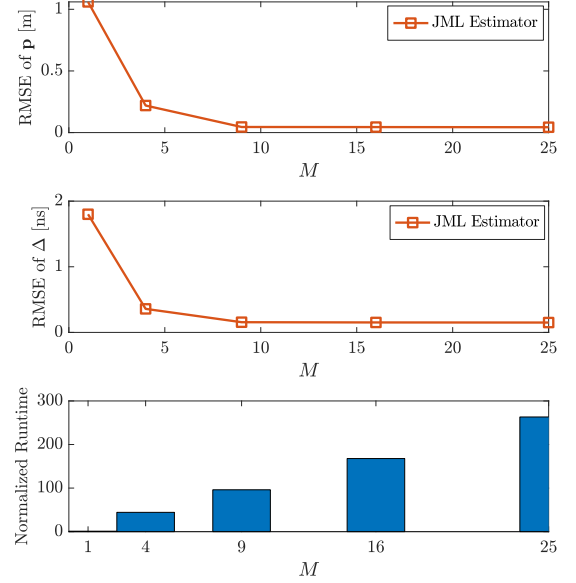 1
0.5
0
RMSE of p [m]
JML Estimator
0 5 10 15 20 25
M
2
1
0
RMSE of Δ [ns]
JML Estimator
0 5 10 15 20 25
M
300
200
100
0
Normalized Runtime
1 4 9 16 25
M